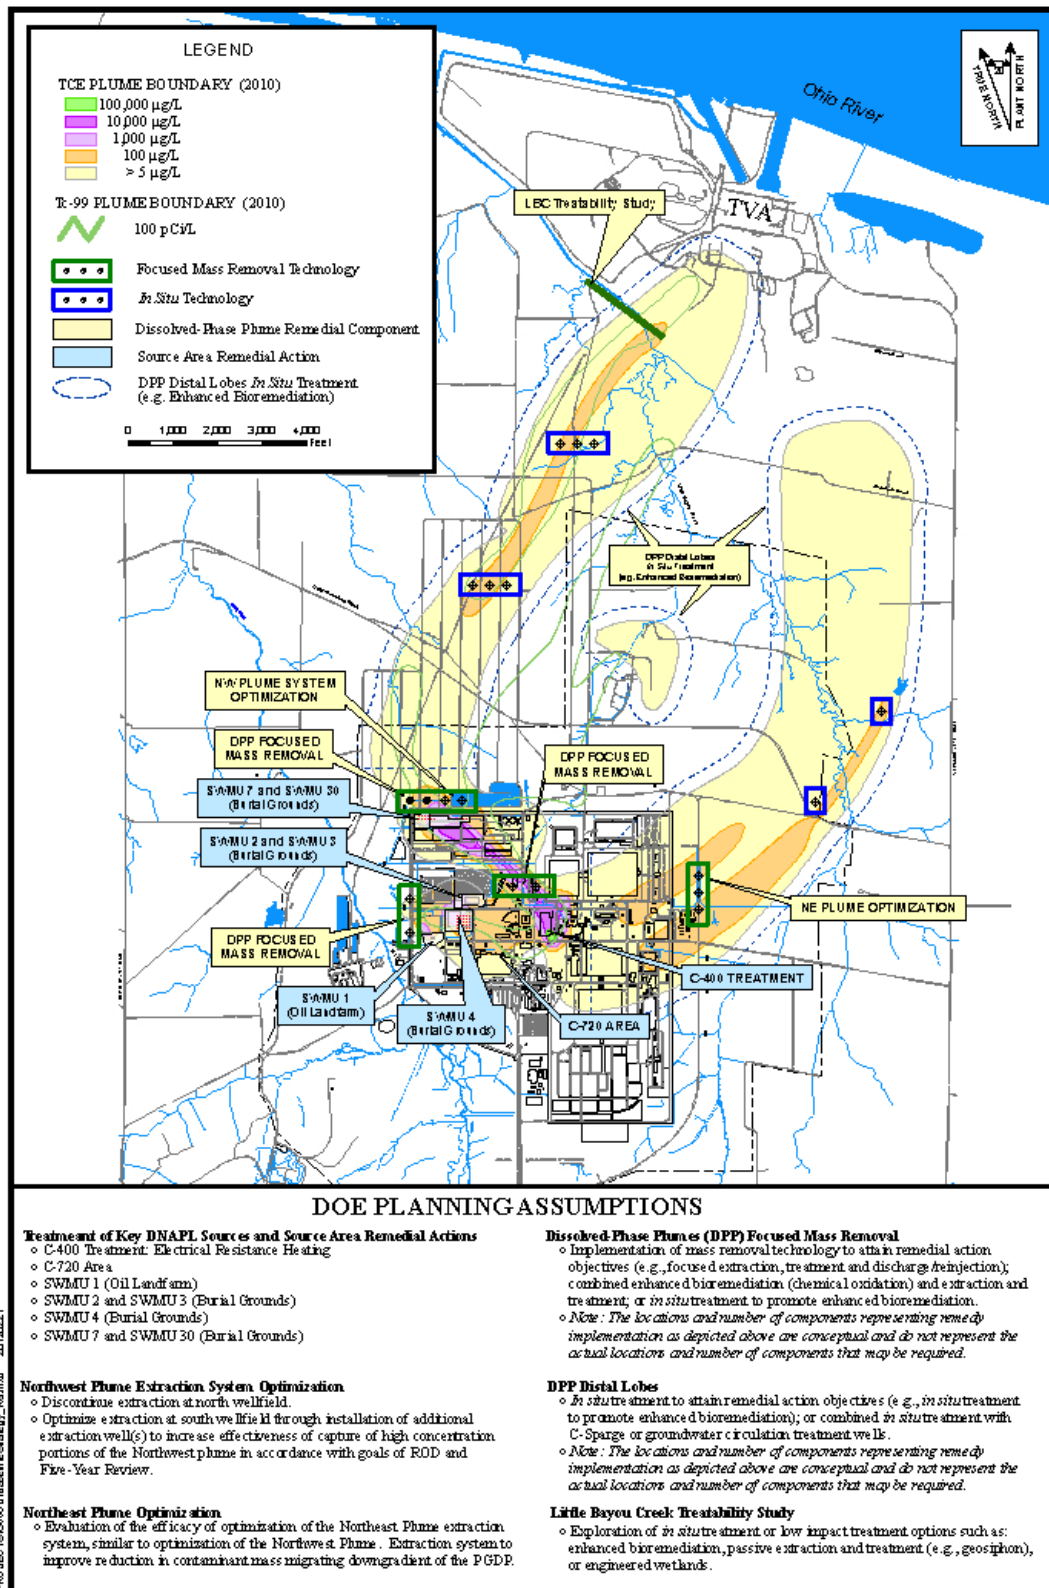 LEGEND
TCE PLUME BOUNDARY (2010)
100,000 µg/L
10,000 µg/L
1,000 µg/L
100 µg/L
> 5 µg/L
Tc-99 PLUME BOUNDARY (2010)
100 pCi/L
Focused Mass Removal Technology
In Situ Technology
Dissolved-Phase Plume Remedial Component
Source Area Remedial Action
DPP Distal Lobes In Situ Treatment
(e.g. Enhanced Bioremediation)
0 1,000 2,000 3,000 4,000
Feet
Ohio River
TRUE NORTH
PLANT NORTH
TVA
LBC Treatability Study
DPP Distal Lobes
In Situ Treatment
(eg. Enhanced Bioremediation)
NW PLUME SYSTEM
OPTIMIZATION
DPP FOCUSED
MASS REMOVAL
DPP FOCUSED
MASS REMOVAL
SWMU 7 and SWMU 30
(Burial Grounds)
SWMU 2 and SWMU 3
(Burial Grounds)
NE PLUME OPTIMIZATION
DPP FOCUSED
MASS REMOVAL
C-400 TREATMENT
SWMU 1
(Oil Landfarm)
SWMU 4
(Burial Grounds)
C-720 AREA
DOE PLANNING ASSUMPTIONS
Treatmeant of Key DNAPL Sources and Source Area Remedial Actions
C-400 Treatment: Electrical Resistance Heating
C-720 Area
SWMU 1 (Oil Landfarm)
SWMU 2 and SWMU 3 (Burial Grounds)
SWMU 4 (Burial Grounds)
SWMU 7 and SWMU 30 (Burial Grounds)
Northwest Plume Extraction System Optimization
Discontinue extraction at north wellfield.
Optimize extraction at south wellfield through installation of additional
extraction well(s) to increase effectiveness of capture of high concentration
portions of the Northwest plume in accordance with goals of ROD and
Five-Year Review.
Northeast Plume Optimization
Evaluation of the efficacy of optimization of the Northeast Plume extraction
system, similar to optimization of the Northwest Plume. Extraction system to
improve reduction in contaminant mass migrating downgradient of the PGDP.
Dissolved-Phase Plumes (DPP) Focused Mass Removal
Implementation of mass removal technology to attain remedial action
objectives (e.g., focused extraction, treatment and discharge/reinjection);
combined enhanced bioremediation (chemical oxidation) and extraction and
treatment; or in situ treatment to promote enhanced bioremediation.
Note: The locations and number of components representing remedy
implementation as depicted above are conceptual and do not represent the
actual locations and number of components that may be required.
DPP Distal Lobes
In situ treatment to attain remedial action objectives (e.g., in situ treatment
to promote enhanced bioremediation); or combined in situ treatment with
C-Sparge or groundwater circulation treatment wells.
Note: The locations and number of components representing remedy
implementation as depicted above are conceptual and do not represent the
actual locations and number of components that may be required.
Little Bayou Creek Treatability Study
Exploration of in situ treatment or low impact treatment options such as:
enhanced bioremediation, passive extraction and treatment (e.g., geosiphon),
or engineered wetlands.